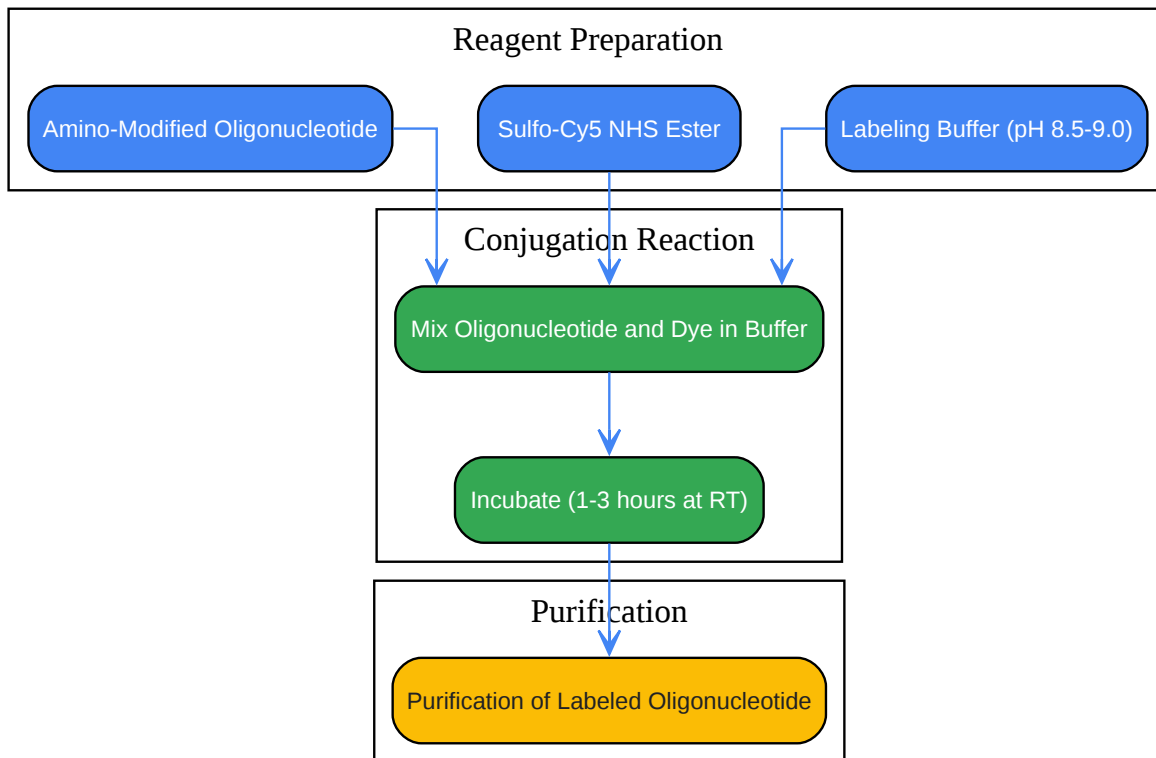 Reagent Preparation
Amino-Modified Oligonucleotide
Sulfo-Cy5 NHS Ester
Labeling Buffer (pH 8.5-9.0)
Conjugation Reaction
Mix Oligonucleotide and Dye in Buffer
Incubate (1-3 hours at RT)
Purification
Purification of Labeled Oligonucleotide